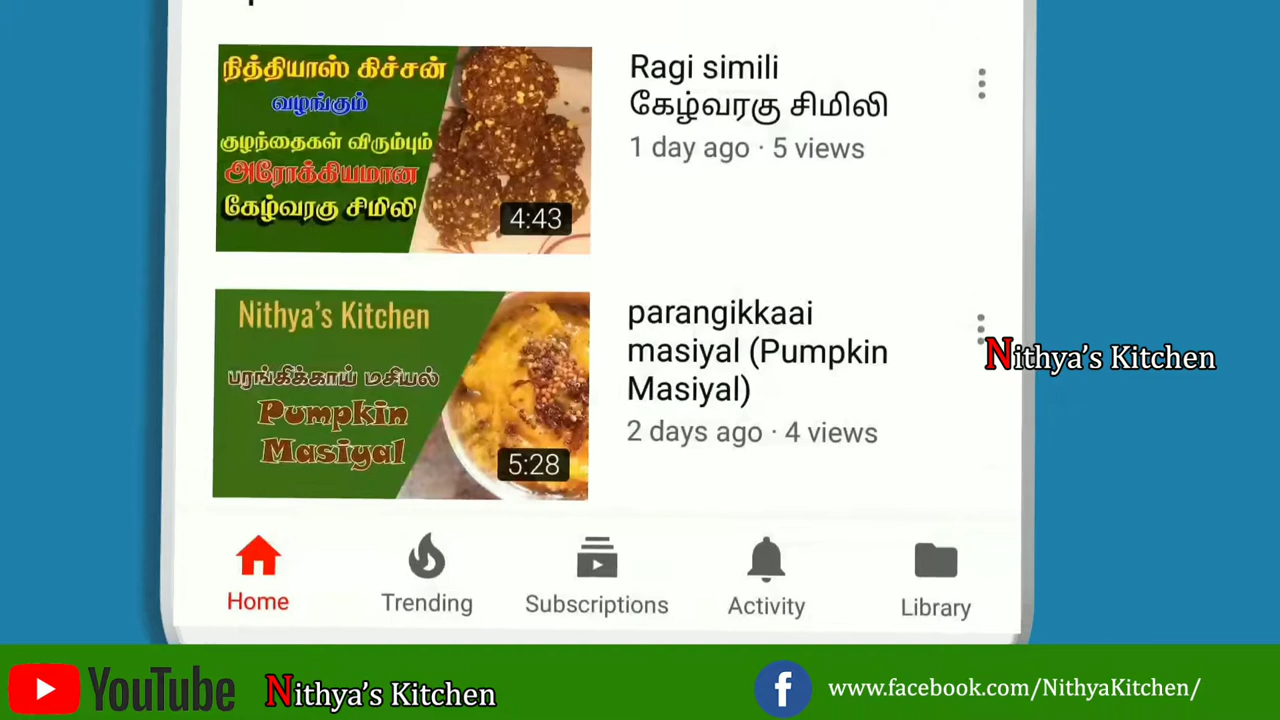 நித்தியாஸ் கிச்சன்
வழங்கும்
குழந்தைகள் விரும்பும்
அரோக்கியமான
கேழ்வரகு சிமிலி
4:43
Ragi simili
கேழ்வரகு சிமிலி
1 day ago · 5 views
Nithya's Kitchen
பரங்கிக்காய் மசியல்
Pumpkin
Masiyal
5:28
parangikkaai
masiyal (Pumpkin
Masiyal)
2 days ago · 4 views
Nithya's Kitchen
Home
Trending
Subscriptions
Activity
Library
YouTube
Nithya's Kitchen
www.facebook.com/NithyaKitchen/